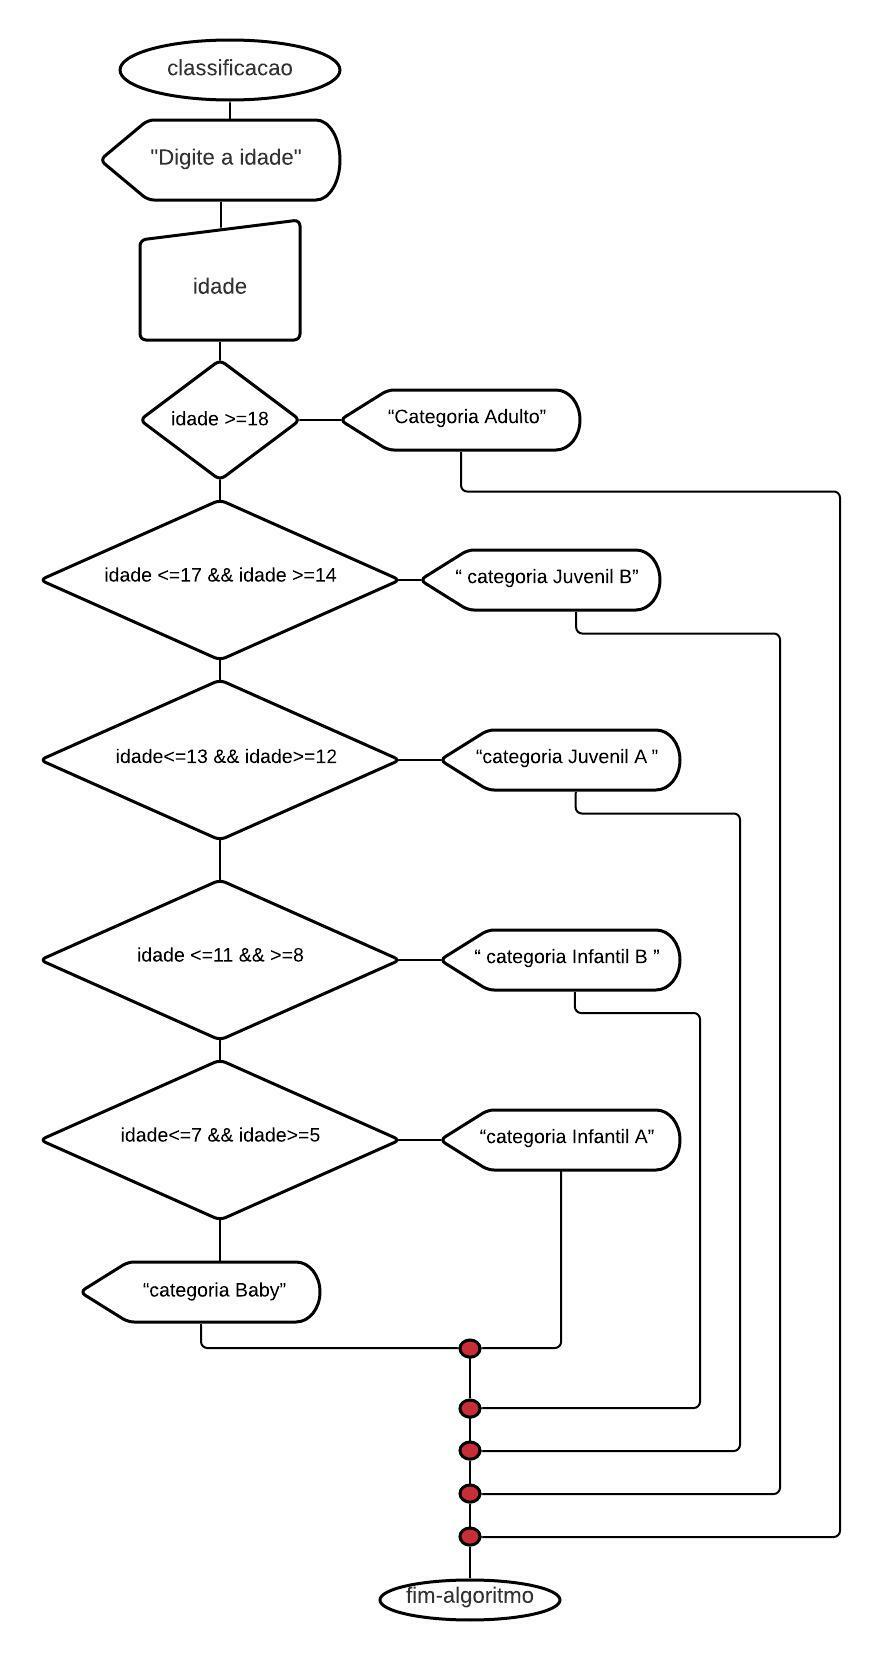 classificacao
"Digite a idade"
idade
idade >=18
“Categoria Adulto”
idade <=17 && idade >=14
“ categoria Juvenil B”
idade<=13 && idade>=12
“categoria Juvenil A ”
idade <=11 && >=8
“ categoria Infantil B ”
idade<=7 && idade>=5
“categoria Infantil A”
“categoria Baby”
fim-algoritmo